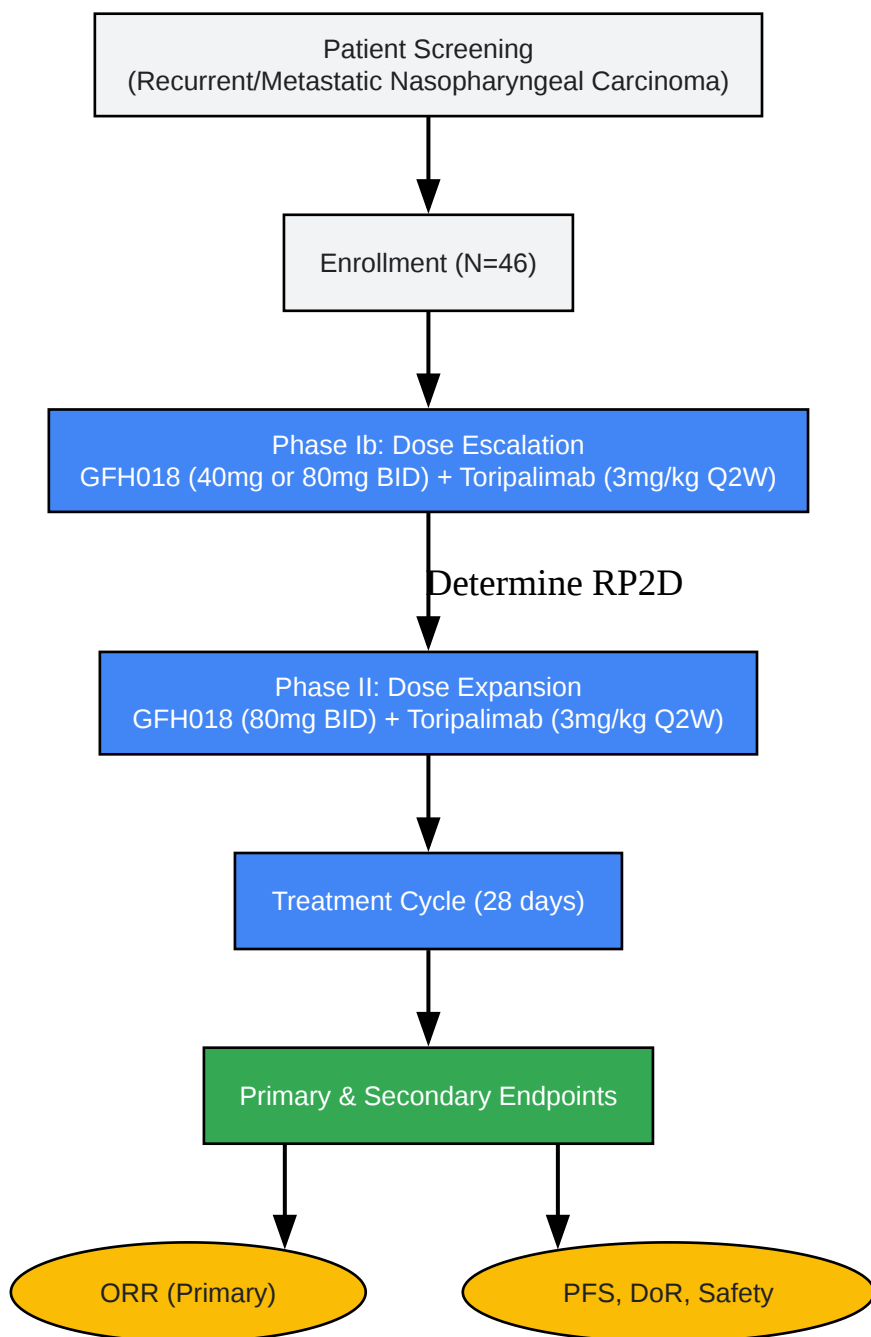 Patient Screening
(Recurrent/Metastatic Nasopharyngeal Carcinoma)
Enrollment (N=46)
Phase Ib: Dose Escalation
GFH018 (40mg or 80mg BID) + Toripalimab (3mg/kg Q2W)
Determine RP2D
Phase II: Dose Expansion
GFH018 (80mg BID) + Toripalimab (3mg/kg Q2W)
Treatment Cycle (28 days)
Primary & Secondary Endpoints
ORR (Primary)
PFS, DoR, Safety